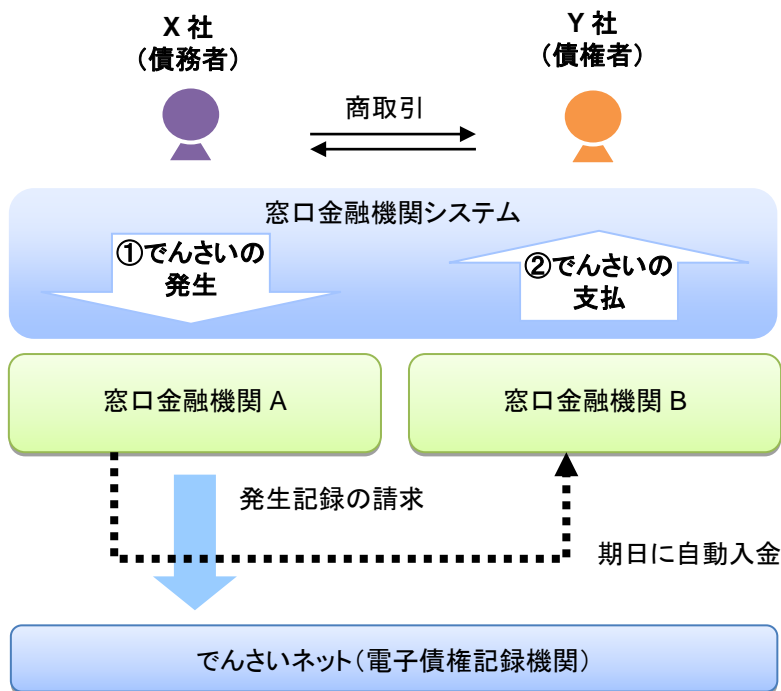 X 社
（債務者）
Y 社
（債権者）
商取引
窓口金融機関システム
①でんさいの
発生
②でんさいの
支払
窓口金融機関 A
窓口金融機関 B
発生記録の請求
期日に自動入金
でんさいネット（電子債権記録機関）